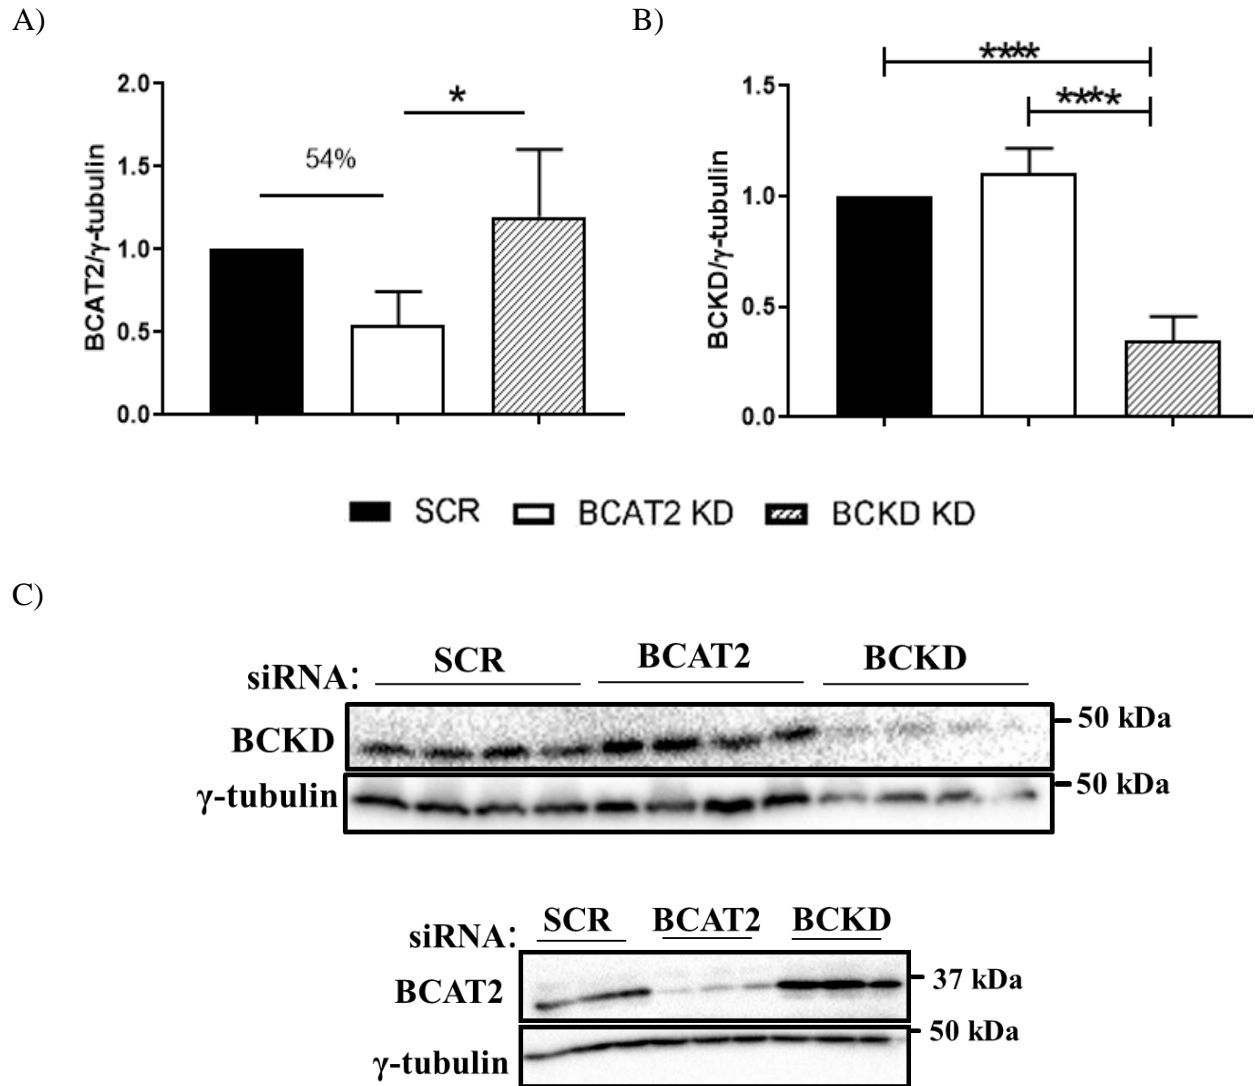 A)
B)
****
****
*
54%
BCAT2/γ-tubulin
2.0
1.5
1.0
0.5
0.0
BCKD/γ-tubulin
1.5
1.0
0.5
0.0
SCR BCAT2 KD BCKD KD
C)
siRNA: SCR BCAT2 BCKD
BCKD 50 kDa
γ-tubulin 50 kDa
siRNA: SCR BCAT2 BCKD
BCAT2 37 kDa
γ-tubulin 50 kDa